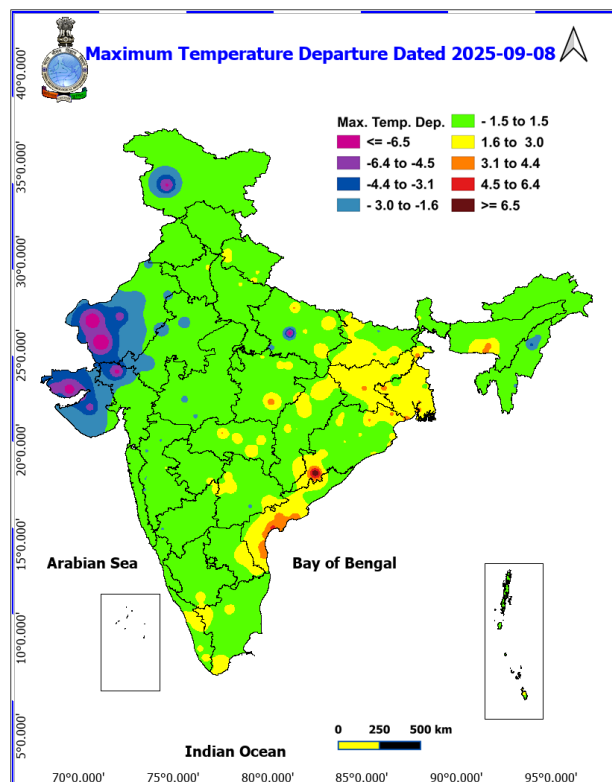 Maximum Temperature Departure Dated 2025-09-08
Max. Temp. Dep.
<= -6.5
-6.4 to -4.5
-4.4 to -3.1
- 3.0 to -1.6
- 1.5 to 1.5
1.6 to 3.0
3.1 to 4.4
4.5 to 6.4
>= 6.5
40°0.000'
35°0.000'
30°0.000'
25°0.000'
20°0.000'
15°0.000'
10°0.000'
5°0.000'
Arabian Sea
Bay of Bengal
0 250 500 km
Indian Ocean
70°0.000' 75°0.000' 80°0.000' 85°0.000' 90°0.000' 95°0.000'